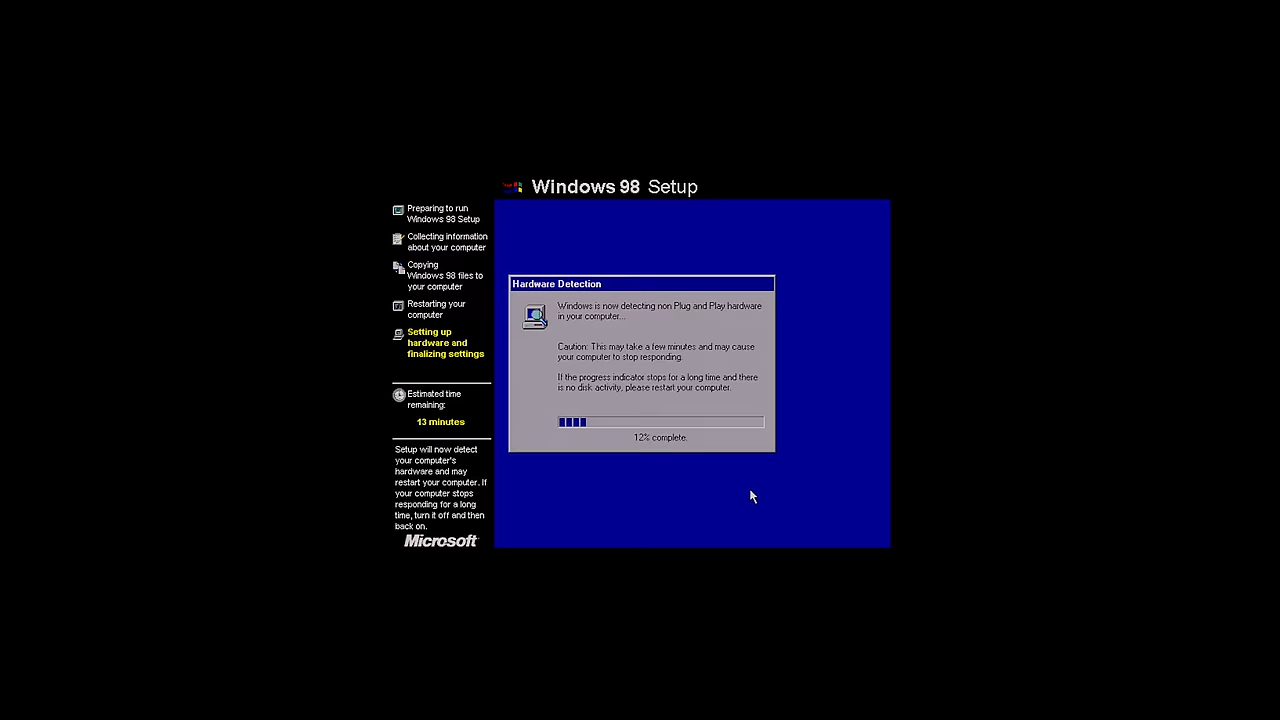 Windows 98 Setup
Preparing to run
Windows 98 Setup
Collecting information
about your computer
Copying
Windows 98 files to
your computer
Restarting your
computer
Setting up
hardware and
finalizing settings
Estimated time
remaining:
13 minutes
Setup will now detect
your computer's
hardware and may
restart your computer. If
your computer stops
responding for a long
time, turn it off and then
back on.
Microsoft
Hardware Detection
Windows is now detecting non Plug and Play hardware
in your computer...
Caution: This may take a few minutes and may cause
your computer to stop responding.
If the progress indicator stops for a long time and there
is no disk activity, please restart your computer.
12% complete.